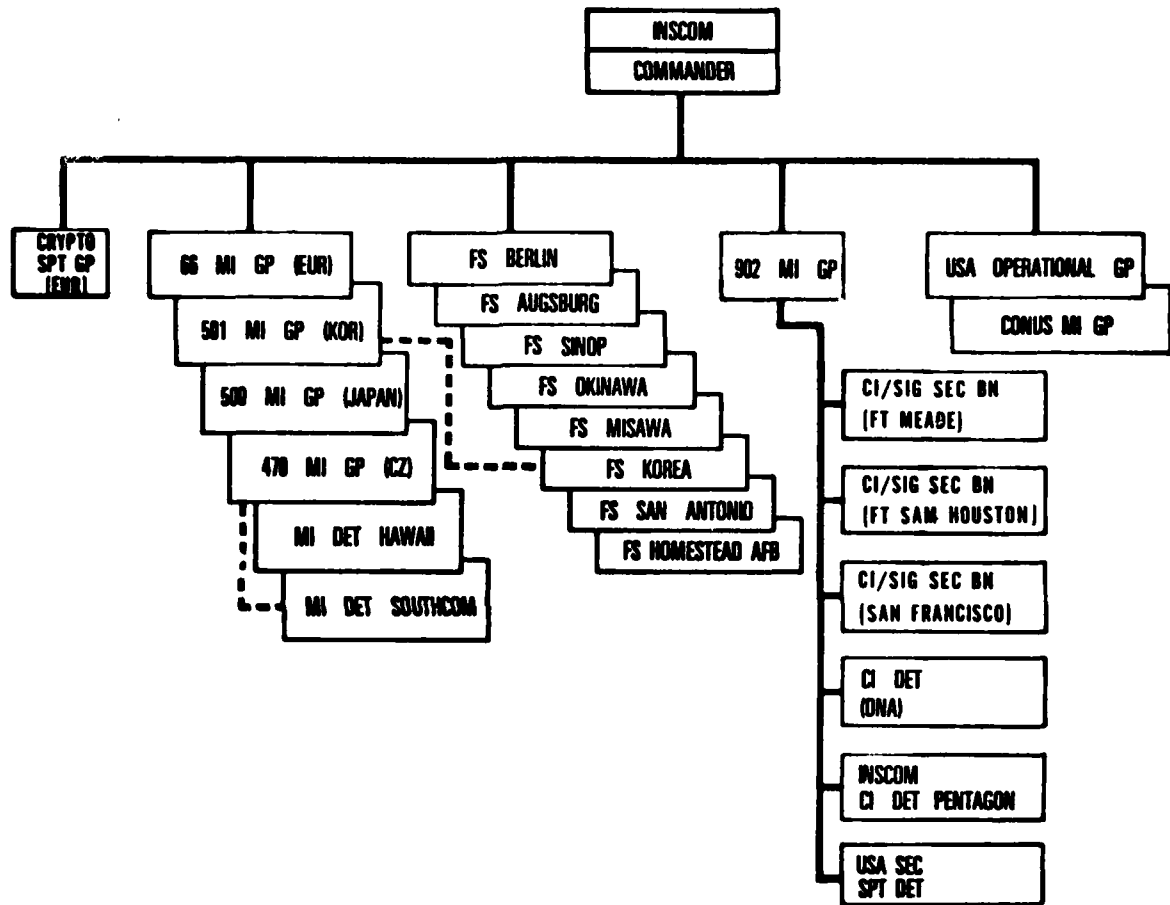 INSCOM
COMMANDER
CRYPTO
SPT GP
(EUR)
66 MI GP (EUR)
501 MI GP (KOR)
500 MI GP (JAPAN)
470 MI GP (CZ)
MI DET HAWAII
MI DET SOUTHCOM
FS BERLIN
FS AUGSBURG
FS SINOP
FS OKINAWA
FS MISAWA
FS KOREA
FS SAN ANTONIO
FS HOMESTEAD AFB
902 MI GP
CI/SIG SEC BN
(FT MEADE)
CI/SIG SEC BN
(FT SAM HOUSTON)
CI/SIG SEC BN
(SAN FRANCISCO)
CI DET
(DNA)
INSCOM
CI DET PENTAGON
USA SEC
SPT DET
USA OPERATIONAL GP
CONUS MI GP